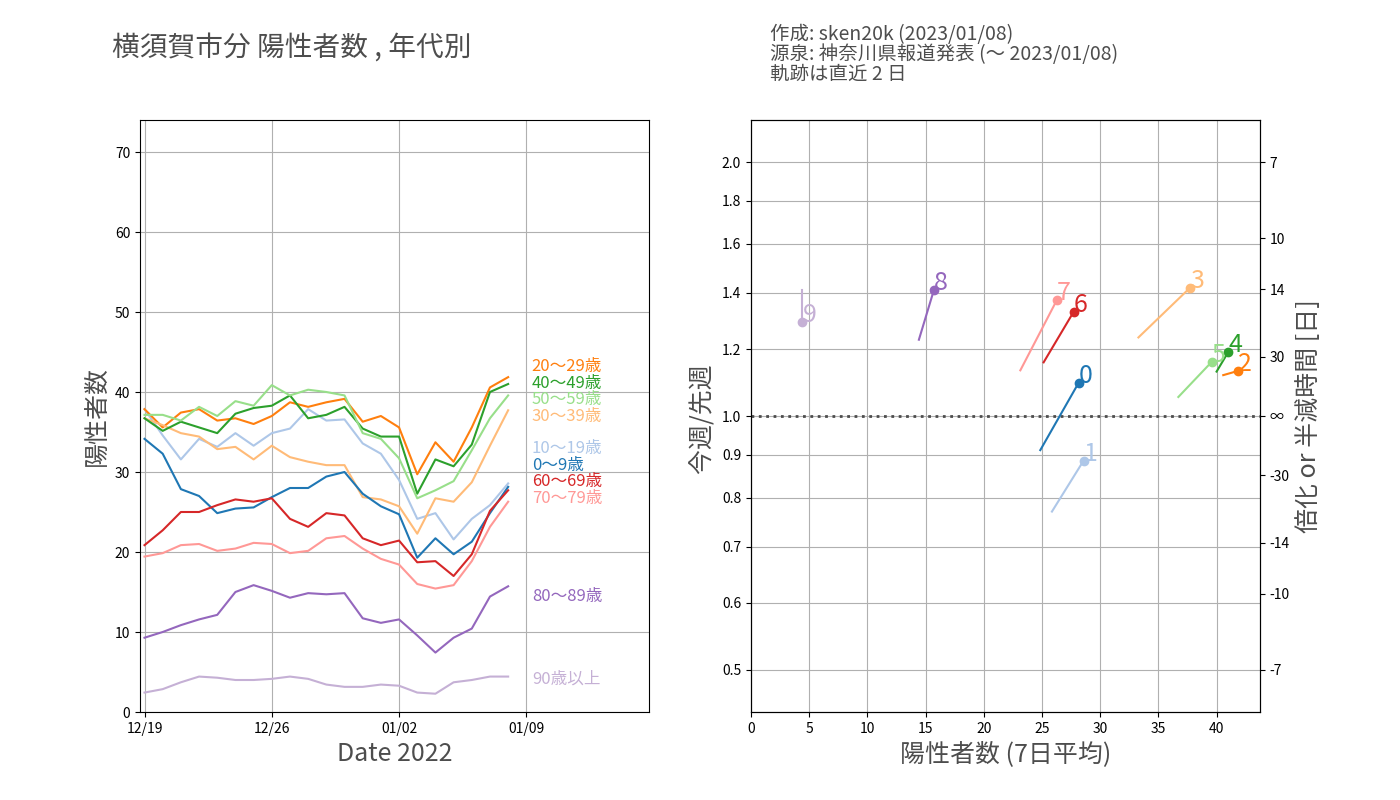 横須賀市分 陽性者数 , 年代別
作成: sken20k (2023/01/08)
源泉: 神奈川県報道発表 (～ 2023/01/08)
軌跡は直近 2 日
陽性者数
70
60
50
40
30
20
10
0
12/19
12/26
01/02
01/09
Date 2022
20～29歳
40～49歳
50～59歳
30～39歳
10～19歳
0～9歳
60～69歳
70～79歳
80～89歳
90歳以上
今週/先週
2.0
1.8
1.6
1.4
1.2
1.0
0.9
0.8
0.7
0.6
0.5
0
5
10
15
20
25
30
35
40
陽性者数 (7日平均)
9
8
7
6
3
5
4
2
0
1
7
10
14
30
∞
-30
-14
-10
-7
倍化 or 半減時間 [日]